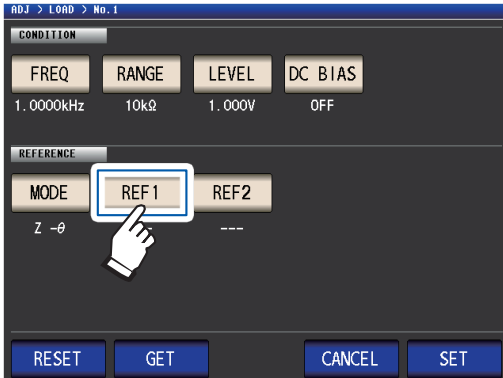 ADJ > LOAD > No.1
CONDITION
FREQ RANGE LEVEL DC BIAS
1.0000kHz 10kΩ 1.000V OFF
REFERENCE
MODE REF1 REF2
Z -θ ---
RESET GET CANCEL SET